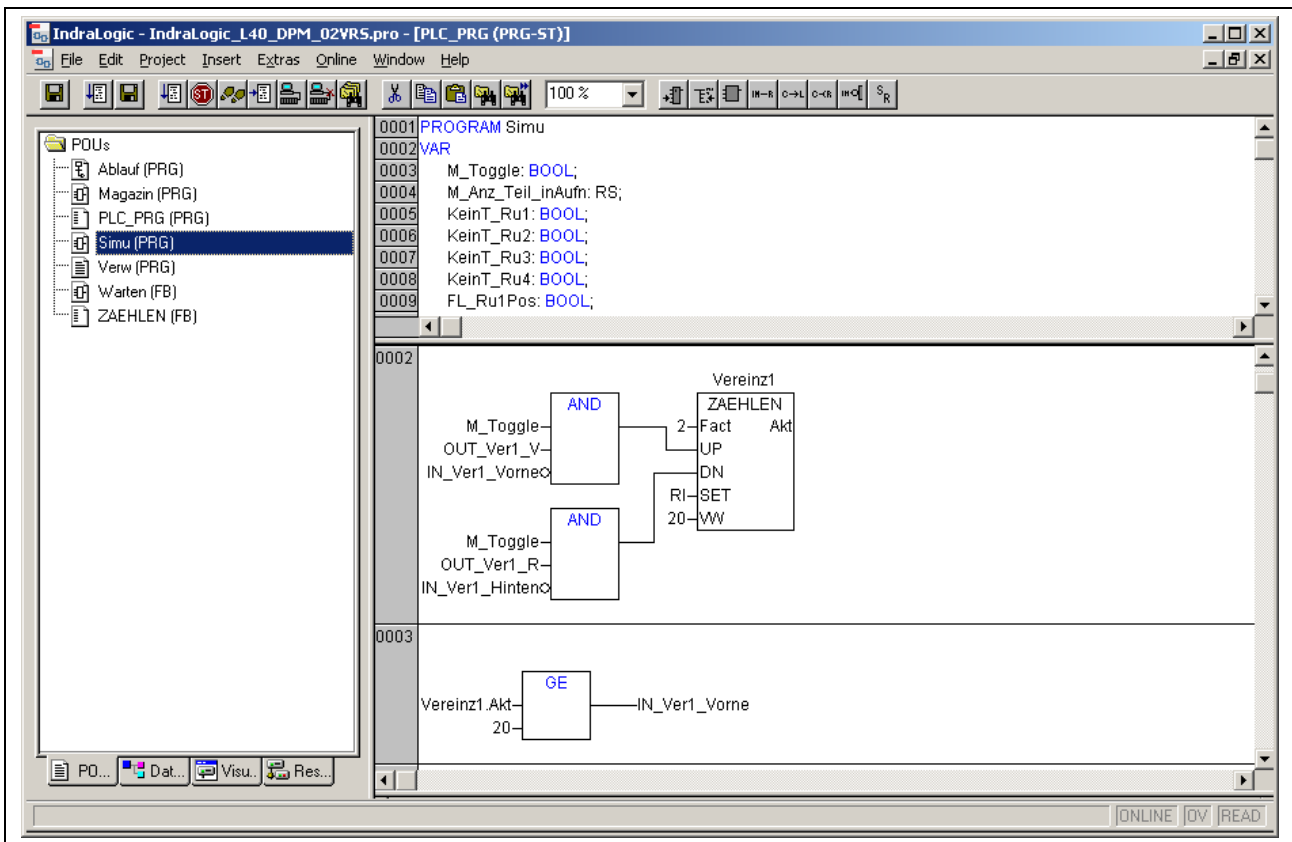 IndraLogic - IndraLogic_L40_DPM_02VRS.pro - [PLC_PRG (PRG-ST)]
File Edit Project Insert Extras Online Window Help
100 %
POUs
Ablauf (PRG)
Magazin (PRG)
PLC_PRG (PRG)
Simu (PRG)
Verw (PRG)
Warten (FB)
ZAEHLEN (FB)
PO... Dat... Visu.. Res...
0001 PROGRAM Simu
0002 VAR
0003 M_Toggle: BOOL;
0004 M_Anz_Teil_inAufn: RS;
0005 KeinT_Ru1: BOOL;
0006 KeinT_Ru2: BOOL;
0007 KeinT_Ru3: BOOL;
0008 KeinT_Ru4: BOOL;
0009 FL_Ru1Pos: BOOL;
0002
Vereinz1
AND ZAEHLEN
M_Toggle 2 Fact Akt
OUT_Ver1_V UP
IN_Ver1_Vorne DN
RI SET
AND 20 VW
M_Toggle
OUT_Ver1_R
IN_Ver1_Hinten
0003
GE
Vereinz1.Akt IN_Ver1_Vorne
20
ONLINE OV READ